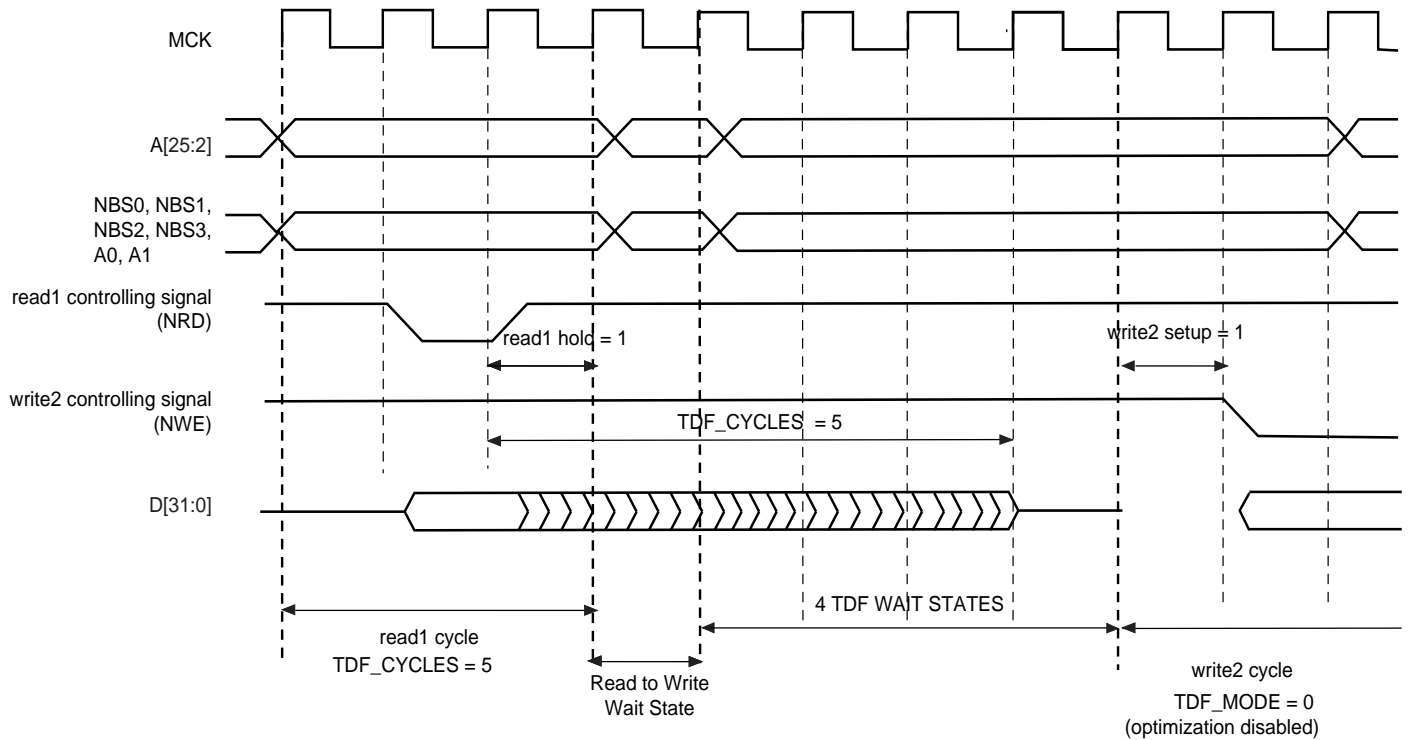 MCK
A[25:2]
NBS0, NBS1,
NBS2, NBS3,
A0, A1
read1 controlling signal
(NRD)
read1 hold = 1
write2 setup = 1
write2 controlling signal
(NWE)
TDF_CYCLES = 5
D[31:0]
4 TDF WAIT STATES
read1 cycle
TDF_CYCLES = 5
Read to Write
Wait State
write2 cycle
TDF_MODE = 0
(optimization disabled)